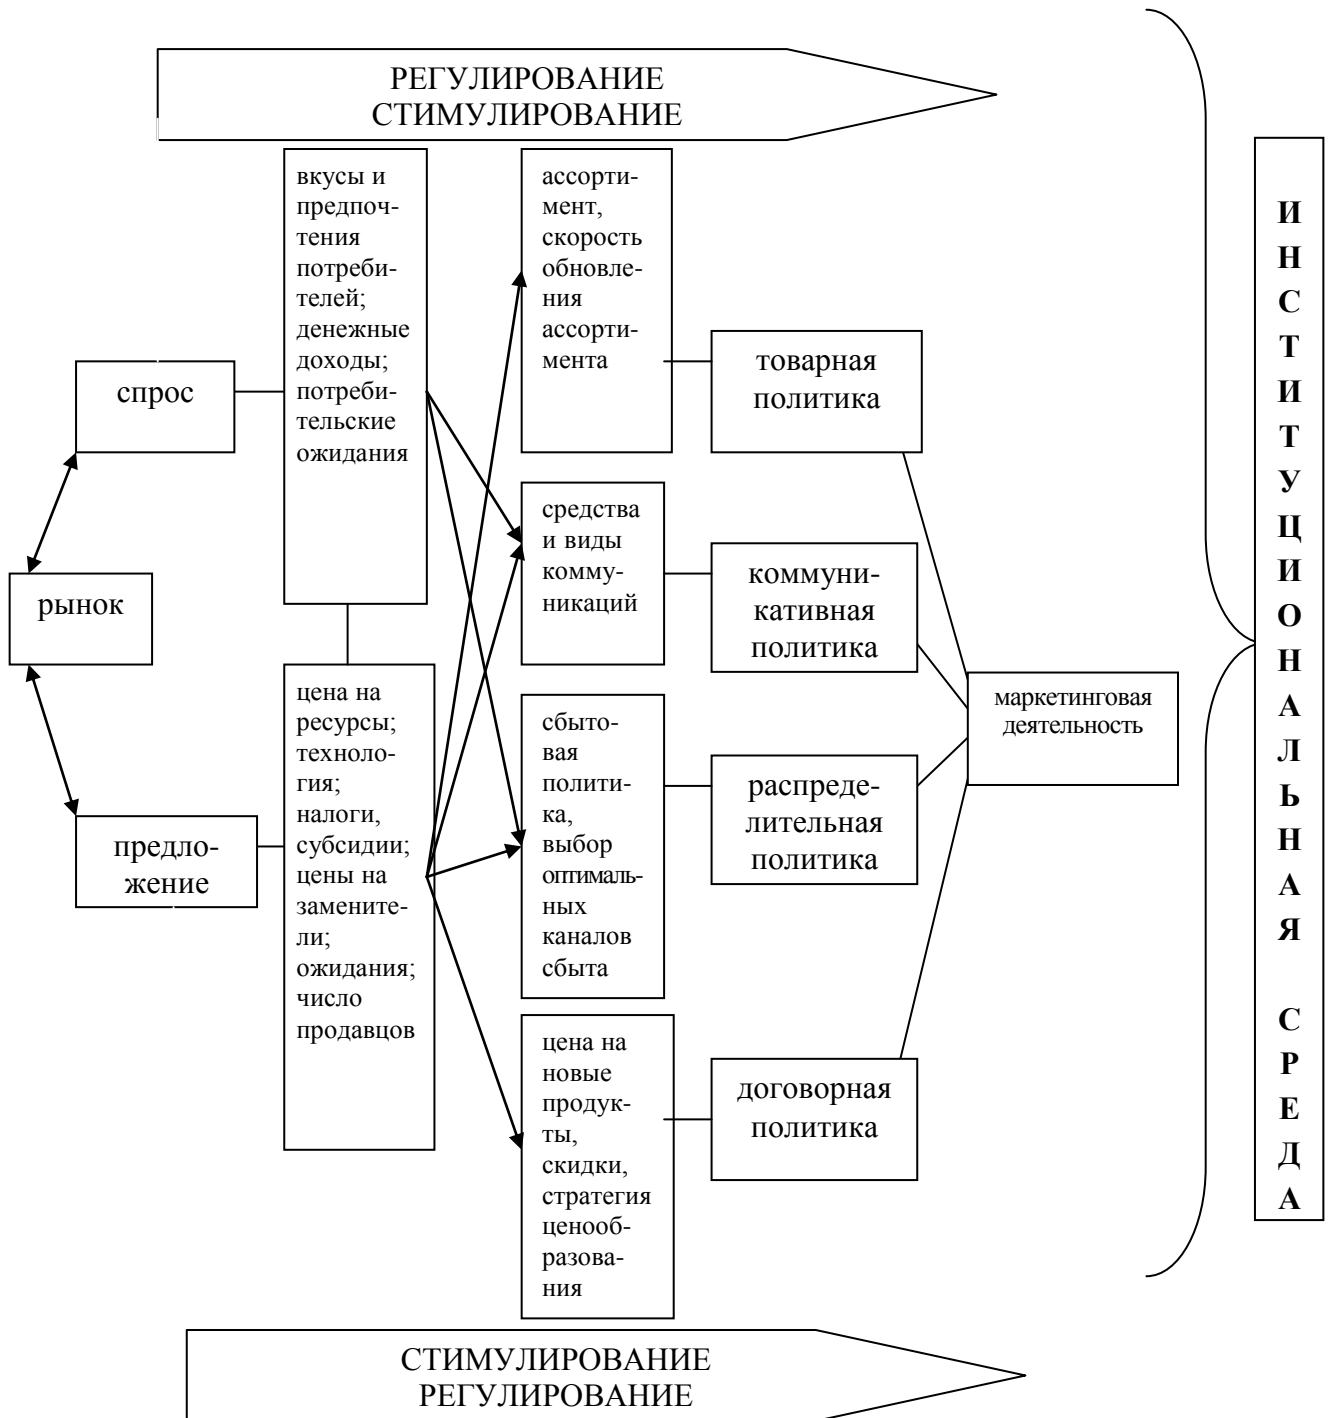 РЕГУЛИРОВАНИЕ
СТИМУЛИРОВАНИЕ
вкусы и
предпоч-
тения
потреби-
телей;
денежные
доходы;
потреби-
тельские
ожидания
ассорти-
мент,
скорость
обновле-
ния
ассорти-
мента
товарная
политика
спрос
средства
и виды
комму-
никаций
коммуни-
кативная
политика
рынок
цена на
ресурсы;
техноло-
гия;
налоги,
субсидии;
цены на
замените-
ли;
ожидания;
число
продавцов
сбыто-
вая
полити-
ка,
выбор
оптималь-
ных
каналов
сбыта
распреде-
лительная
политика
маркетинговая
деятельность
предло-
жение
цена на
новые
продук-
ты,
скидки,
стратегия
ценооб-
разова-
ния
договорная
политика
СТИМУЛИРОВАНИЕ
РЕГУЛИРОВАНИЕ
ИНСТИТУЦИОНАЛЬНАЯ СРЕДА